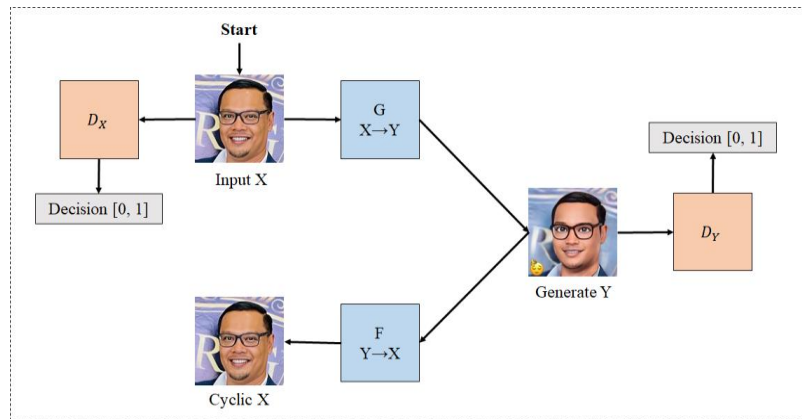 Start
D_X
G
X→Y
Decision [0, 1]
Input X
Decision [0, 1]
D_Y
Generate Y
F
Y→X
Cyclic X